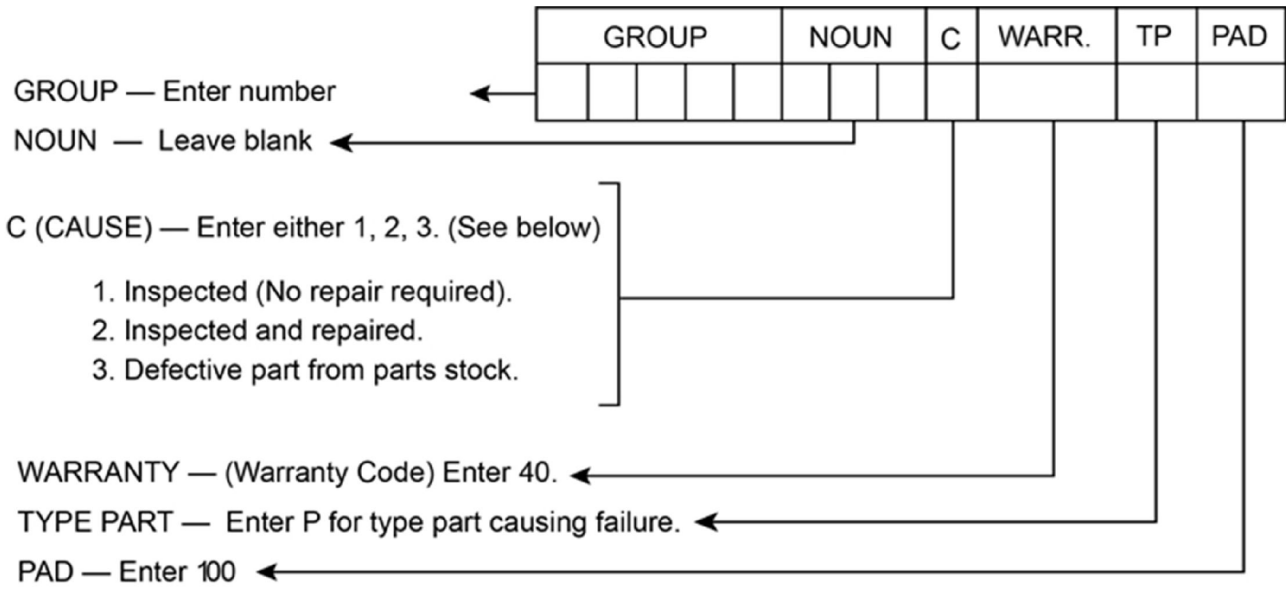 GROUP NOUN C WARR. TP PAD
GROUP — Enter number
NOUN — Leave blank
C (CAUSE) — Enter either 1, 2, 3. (See below)
1. Inspected (No repair required).
2. Inspected and repaired.
3. Defective part from parts stock.
WARRANTY — (Warranty Code) Enter 40.
TYPE PART — Enter P for type part causing failure.
PAD — Enter 100